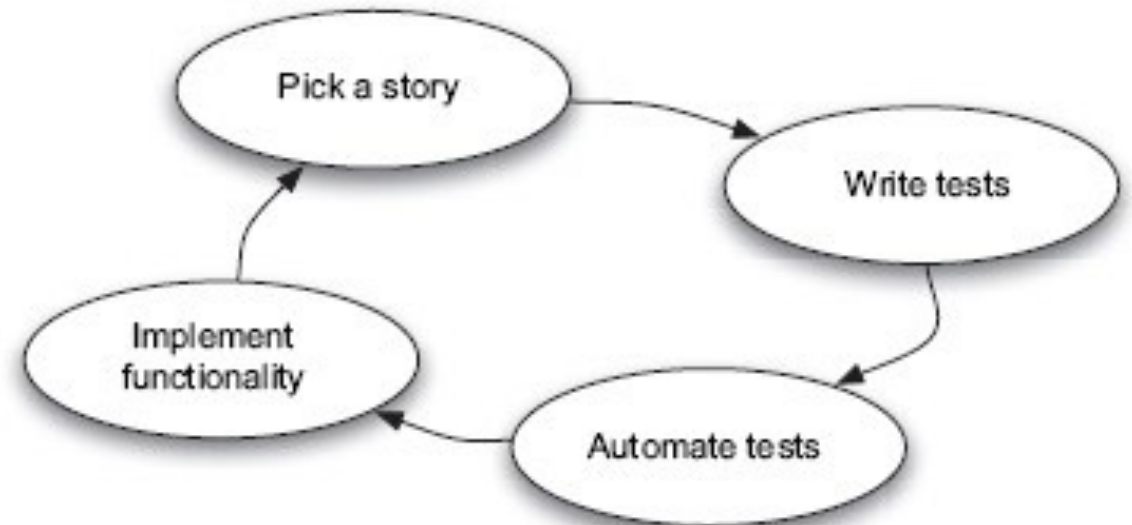 Pick a story
Write tests
Automate tests
Implement
functionality